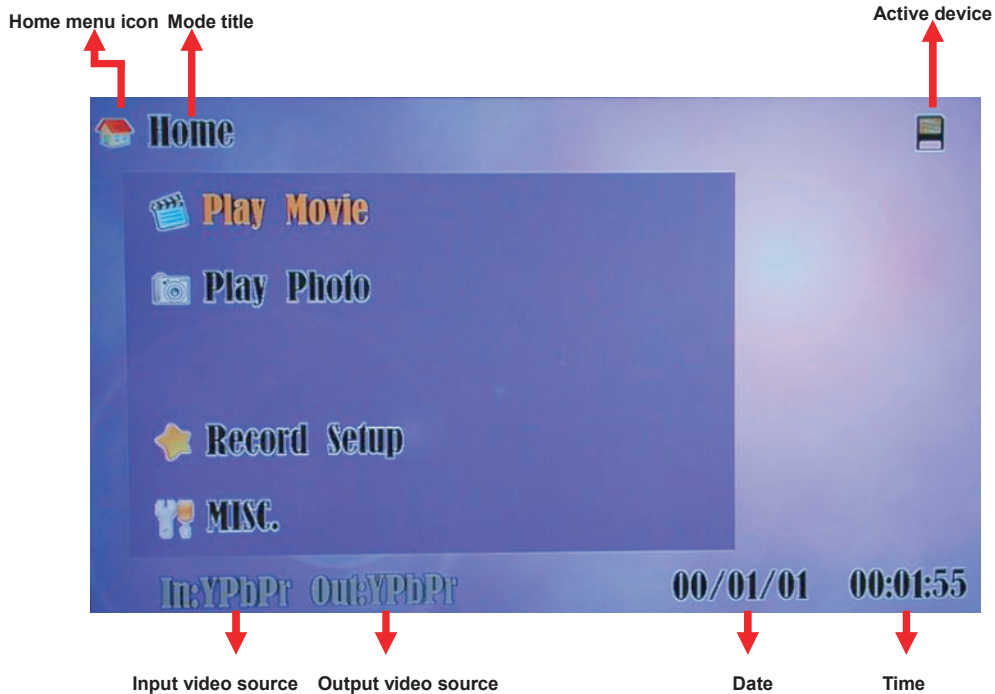 Home menu icon Mode title
Active device
Home
Play Movie
Play Photo
Record Setup
MISC.
In:YPbPr Out:YPbPr
00/01/01 00:01:55
Input video source Output video source
Date
Time